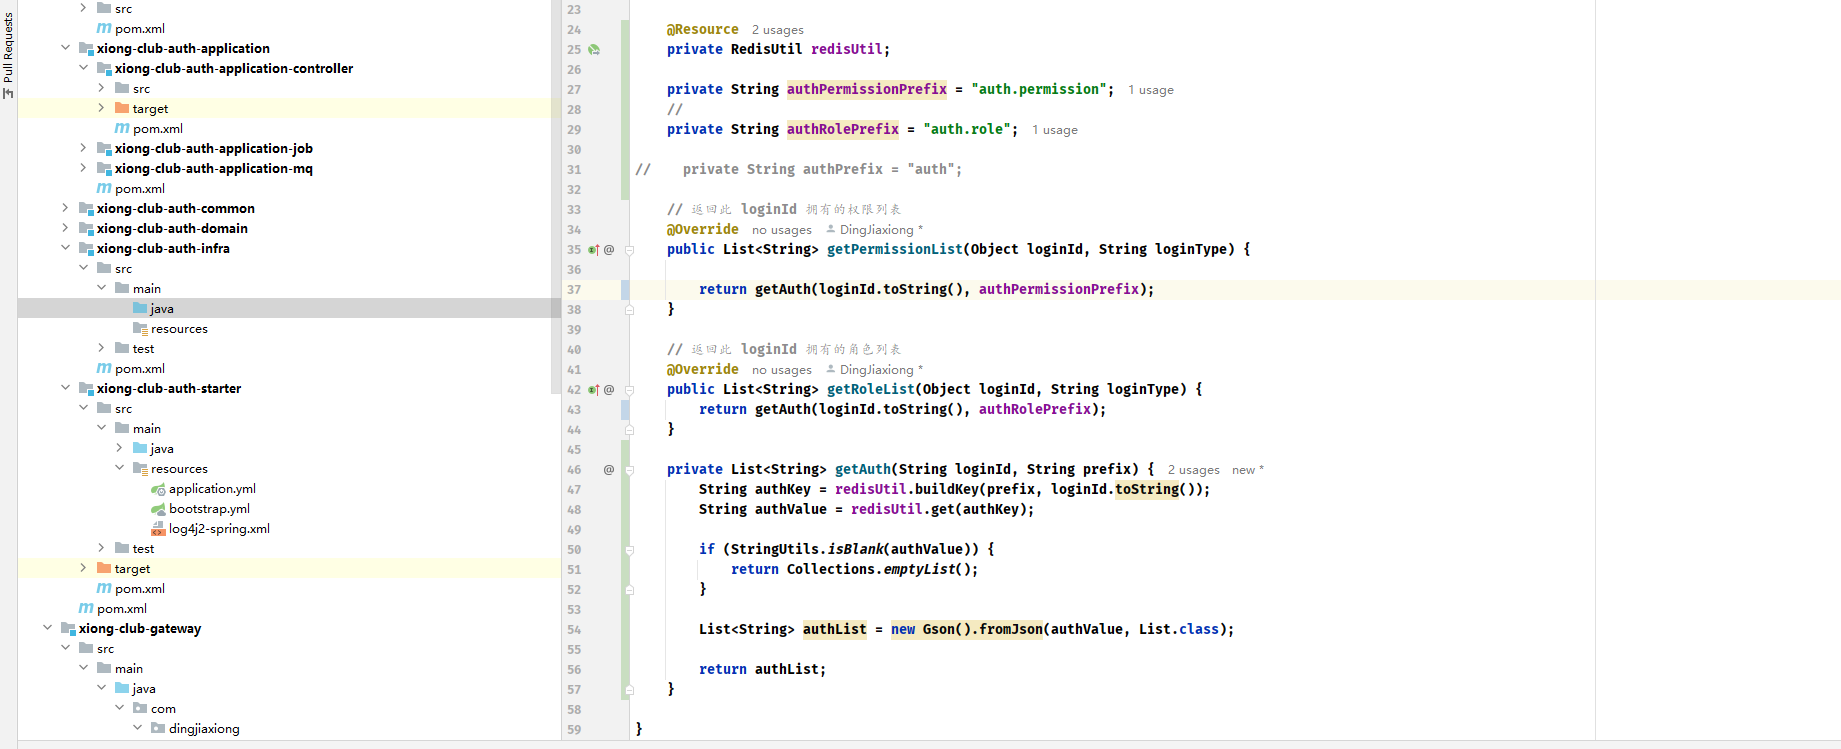 Pull Requests
src
pom.xml
xiong-club-auth-application
xiong-club-auth-application-controller
src
target
pom.xml
xiong-club-auth-application-job
xiong-club-auth-application-mq
pom.xml
xiong-club-auth-common
xiong-club-auth-domain
xiong-club-auth-infra
src
main
java
resources
test
pom.xml
xiong-club-auth-starter
src
main
java
resources
application.yml
bootstrap.yml
log4j2-spring.xml
test
target
pom.xml
pom.xml
xiong-club-gateway
src
main
java
com
dingjiaxiong
23
24 @Resource 2 usages
25 private RedisUtil redisUtil;
26
27 private String authPermissionPrefix = "auth.permission"; 1 usage
28 //
29 private String authRolePrefix = "auth.role"; 1 usage
30
31 // private String authPrefix = "auth";
32
33 // 返回此 loginId 拥有的权限列表
34 @Override no usages DingJiaxiong *
35 public List<String> getPermissionList(Object loginId, String loginType) {
36
37 return getAuth(loginId.toString(), authPermissionPrefix);
38 }
39
40 // 返回此 loginId 拥有的角色列表
41 @Override no usages DingJiaxiong *
42 public List<String> getRoleList(Object loginId, String loginType) {
43 return getAuth(loginId.toString(), authRolePrefix);
44 }
45
46 private List<String> getAuth(String loginId, String prefix) { 2 usages new *
47 String authKey = redisUtil.buildKey(prefix, loginId.toString());
48 String authValue = redisUtil.get(authKey);
49
50 if (StringUtils.isBlank(authValue)) {
51 return Collections.emptyList();
52 }
53
54 List<String> authList = new Gson().fromJson(authValue, List.class);
55
56 return authList;
57 }
58
59 }